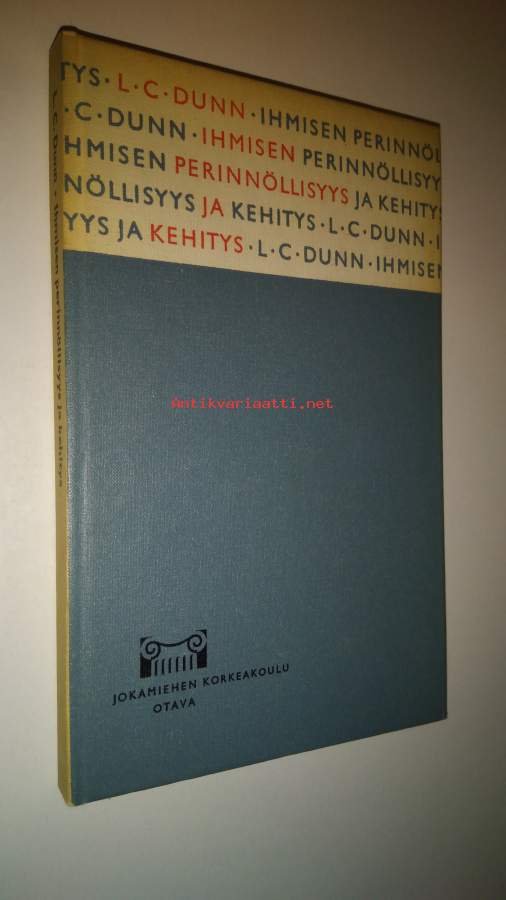 TYS · L · C · DUNN · IHMISEN PERINNÖL
· C · DUNN · IHMISEN PERINNÖLLISYY
HMISEN PERINNÖLLISYYS JA KEHITYS
NÖLLISYYS JA KEHITYS · L · C · DUNN · I
YYS JA KEHITYS · L · C · DUNN · IHMISEN
L. C. Dunn Ihmisen perinnöllisyys ja kehitys
Antikvariaatti.net
JOKAMIEHEN KORKEAKOULU
OTAVA